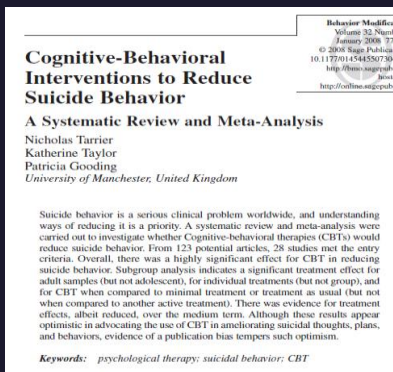 Behavior Modifica
Volume 32 Num
January 2008 77
© 2008 Sage Publica
10.1177/014544550730
http://bmo.sagepub
host
http://online.sagepub
Cognitive-Behavioral
Interventions to Reduce
Suicide Behavior
A Systematic Review and Meta-Analysis
Nicholas Tarrier
Katherine Taylor
Patricia Gooding
University of Manchester, United Kingdom
Suicide behavior is a serious clinical problem worldwide, and understanding
ways of reducing it is a priority. A systematic review and meta-analysis were
carried out to investigate whether Cognitive-behavioral therapies (CBTs) would
reduce suicide behavior. From 123 potential articles, 28 studies met the entry
criteria. Overall, there was a highly significant effect for CBT in reducing
suicide behavior. Subgroup analysis indicates a significant treatment effect for
adult samples (but not adolescent), for individual treatments (but not group), and
for CBT when compared to minimal treatment or treatment as usual (but not
when compared to another active treatment). There was evidence for treatment
effects, albeit reduced, over the medium term. Although these results appear
optimistic in advocating the use of CBT in ameliorating suicidal thoughts, plans,
and behaviors, evidence of a publication bias tempers such optimism.
Keywords: psychological therapy; suicidal behavior; CBT